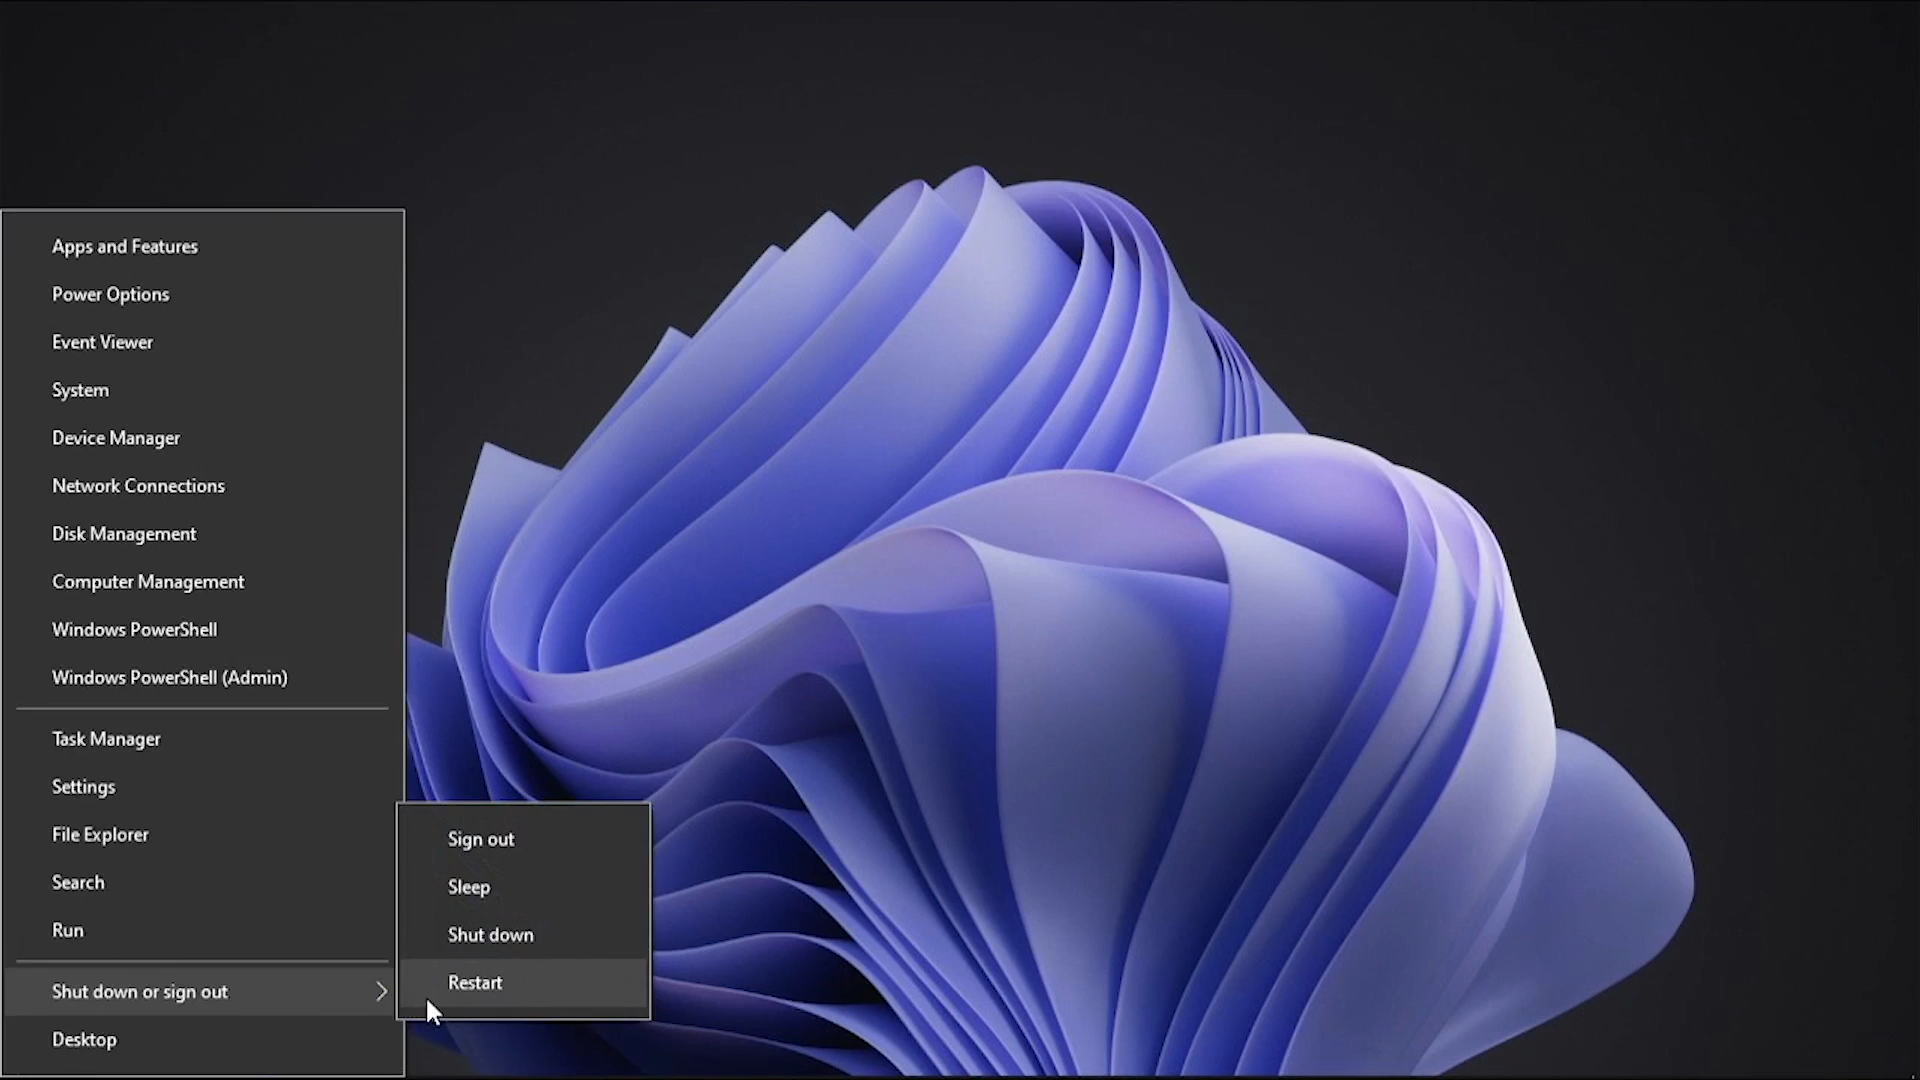 Apps and Features
Power Options
Event Viewer
System
Device Manager
Network Connections
Disk Management
Computer Management
Windows PowerShell
Windows PowerShell (Admin)
Task Manager
Settings
File Explorer
Search
Run
Shut down or sign out
Desktop
Sign out
Sleep
Shut down
Restart